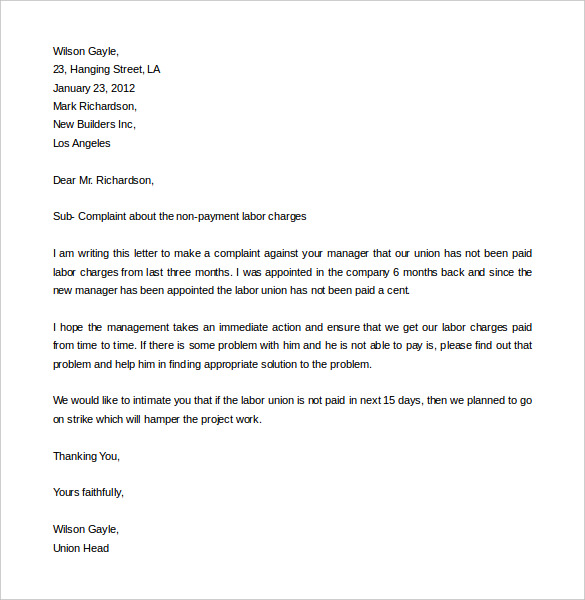 Wilson Gayle,
23, Hanging Street, LA
January 23, 2012
Mark Richardson,
New Builders Inc,
Los Angeles
Dear Mr. Richardson,
Sub- Complaint about the non-payment labor charges
I am writing this letter to make a complaint against your manager that our union has not been paid
labor charges from last three months. I was appointed in the company 6 months back and since the
new manager has been appointed the labor union has not been paid a cent.
I hope the management takes an immediate action and ensure that we get our labor charges paid
from time to time. If there is some problem with him and he is not able to pay is, please find out that
problem and help him in finding appropriate solution to the problem.
We would like to intimate you that if the labor union is not paid in next 15 days, then we planned to go
on strike which will hamper the project work.
Thanking You,
Yours faithfully,
Wilson Gayle,
Union Head